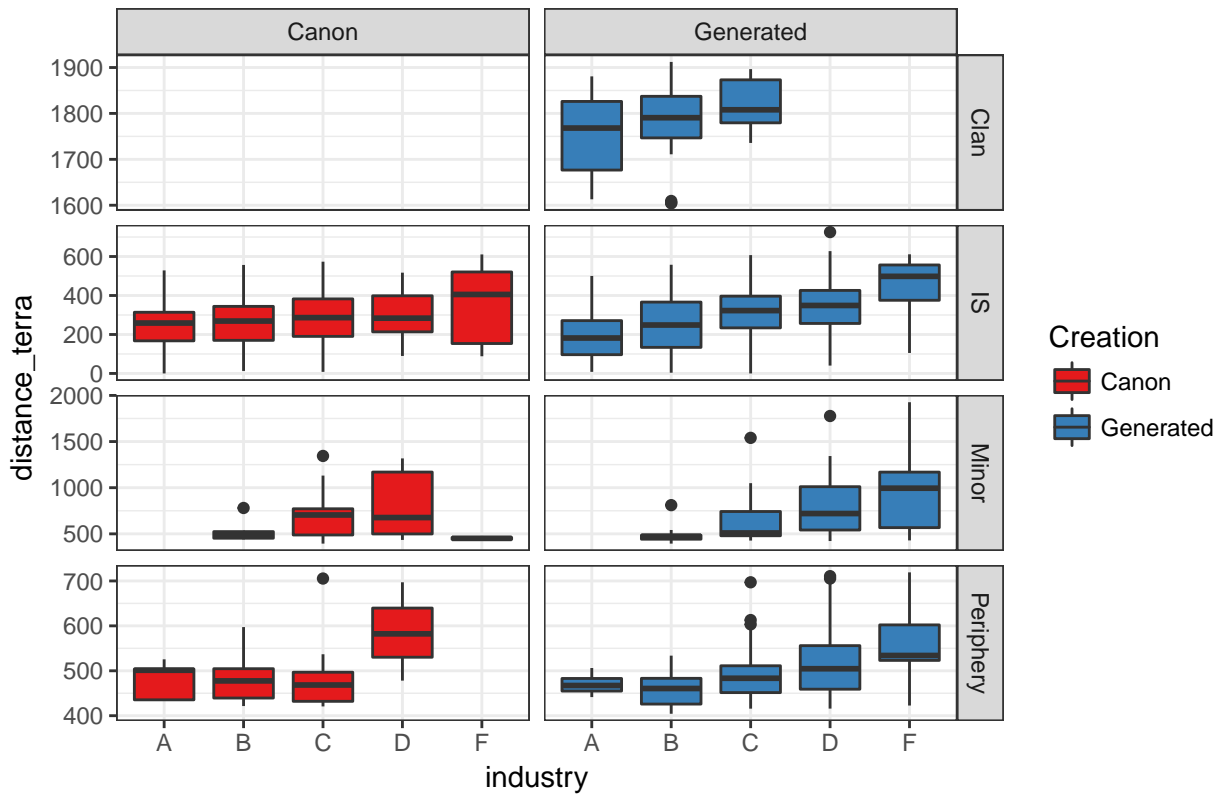 Canon Generated
1900
1800
1700
1600
Clan
600
400
200
0
IS
2000
1500
1000
500
Minor
700
600
500
400
Periphery
A B C D F A B C D F
industry
distance_terra
Creation
Canon
Generated